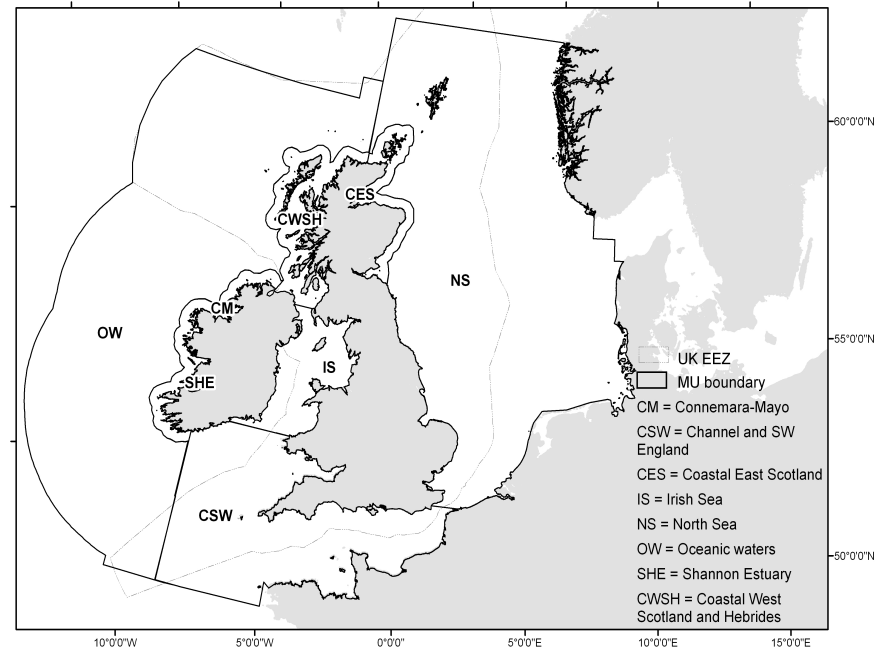 60°0'0"N
CES
CWSH
NS
CM
OW
55°0'0"N
UK EEZ
IS
SHE
MU boundary
CM = Connemara-Mayo
CSW = Channel and SW
England
CES = Coastal East Scotland
IS = Irish Sea
CSW
NS = North Sea
OW = Oceanic waters
50°0'0"N
SHE = Shannon Estuary
CWSH = Coastal West
Scotland and Hebrides
10°0'0"W 5°0'0"W 0°0'0" 5°0'0"E 10°0'0"E 15°0'0"E